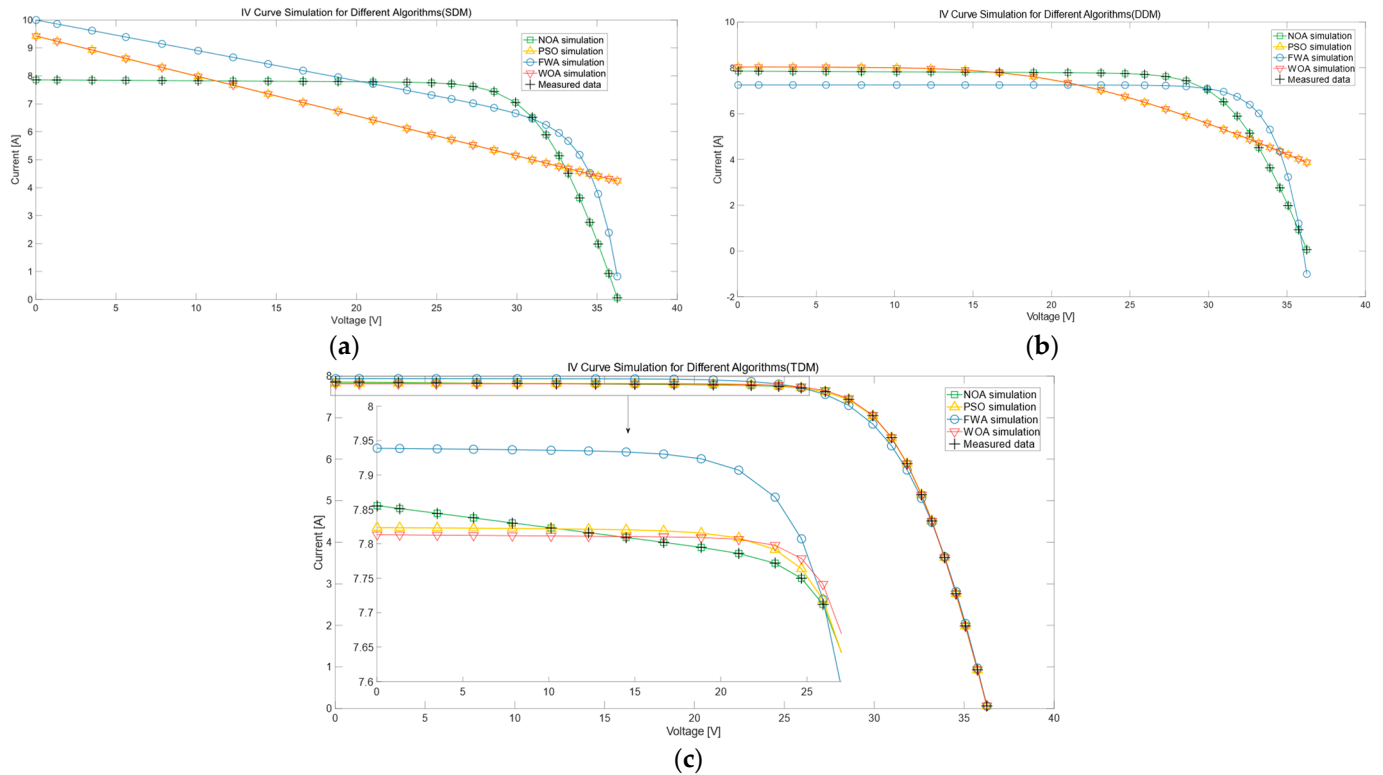 IV Curve Simulation for Different Algorithms(SDM)
10
9
8
7
6
5
4
3
2
1
0
Current [A]
0 5 10 15 20 25 30 35 40
Voltage [V]
NOA simulation
PSO simulation
FWA simulation
WOA simulation
Measured data
(a)
IV Curve Simulation for Different Algorithms(DDM)
10
8
6
4
2
0
-2
Current [A]
0 5 10 15 20 25 30 35 40
Voltage [V]
NOA simulation
PSO simulation
FWA simulation
WOA simulation
Measured data
(b)
IV Curve Simulation for Different Algorithms(TDM)
8
7
6
5
4
3
2
1
0
Current [A]
8
7.95
7.9
7.85
7.8
7.75
7.7
7.65
7.6
0 5 10 15 20 25
0 5 10 15 20 25 30 35 40
Voltage [V]
NOA simulation
PSO simulation
FWA simulation
WOA simulation
Measured data
(c)